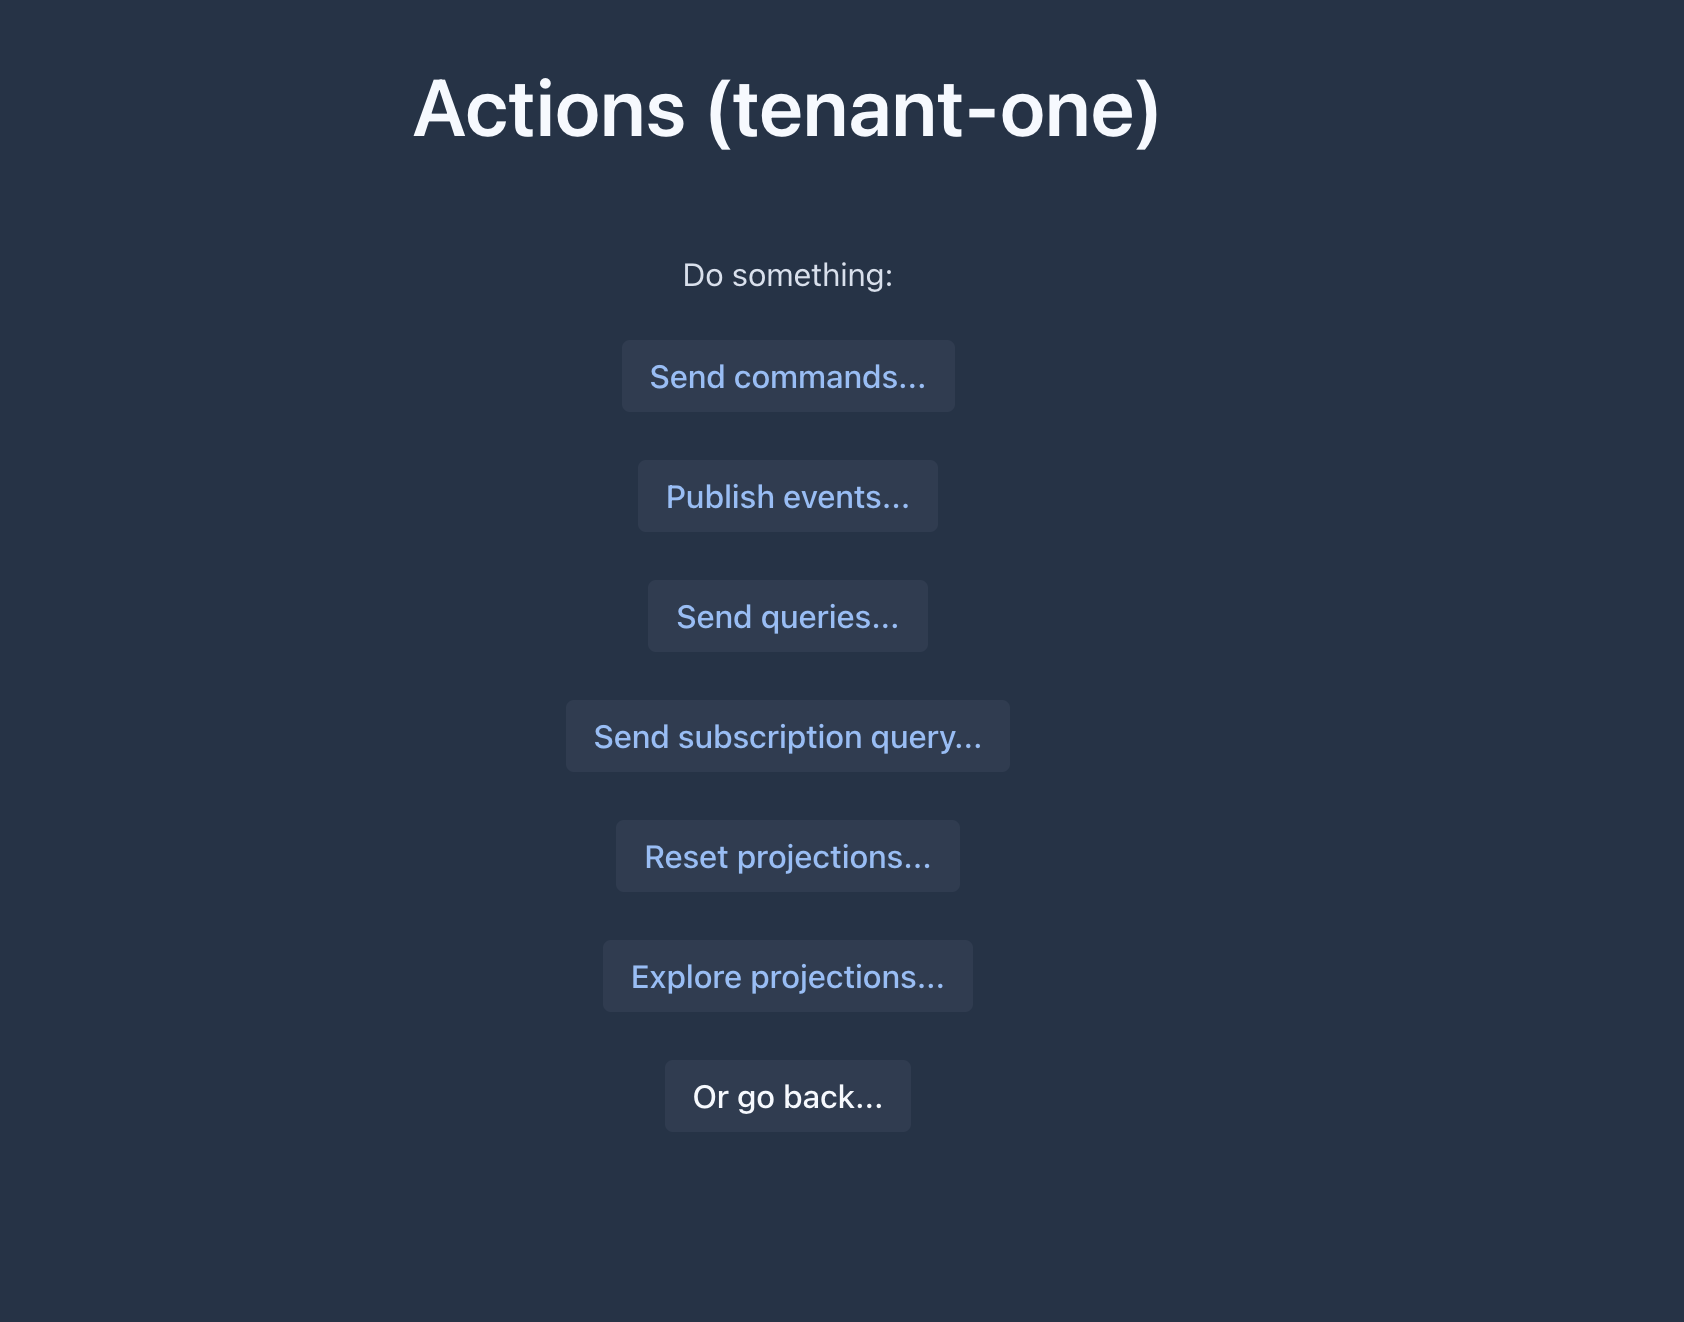 Actions (tenant-one)
Do something:
Send commands...
Publish events...
Send queries...
Send subscription query...
Reset projections...
Explore projections...
Or go back...